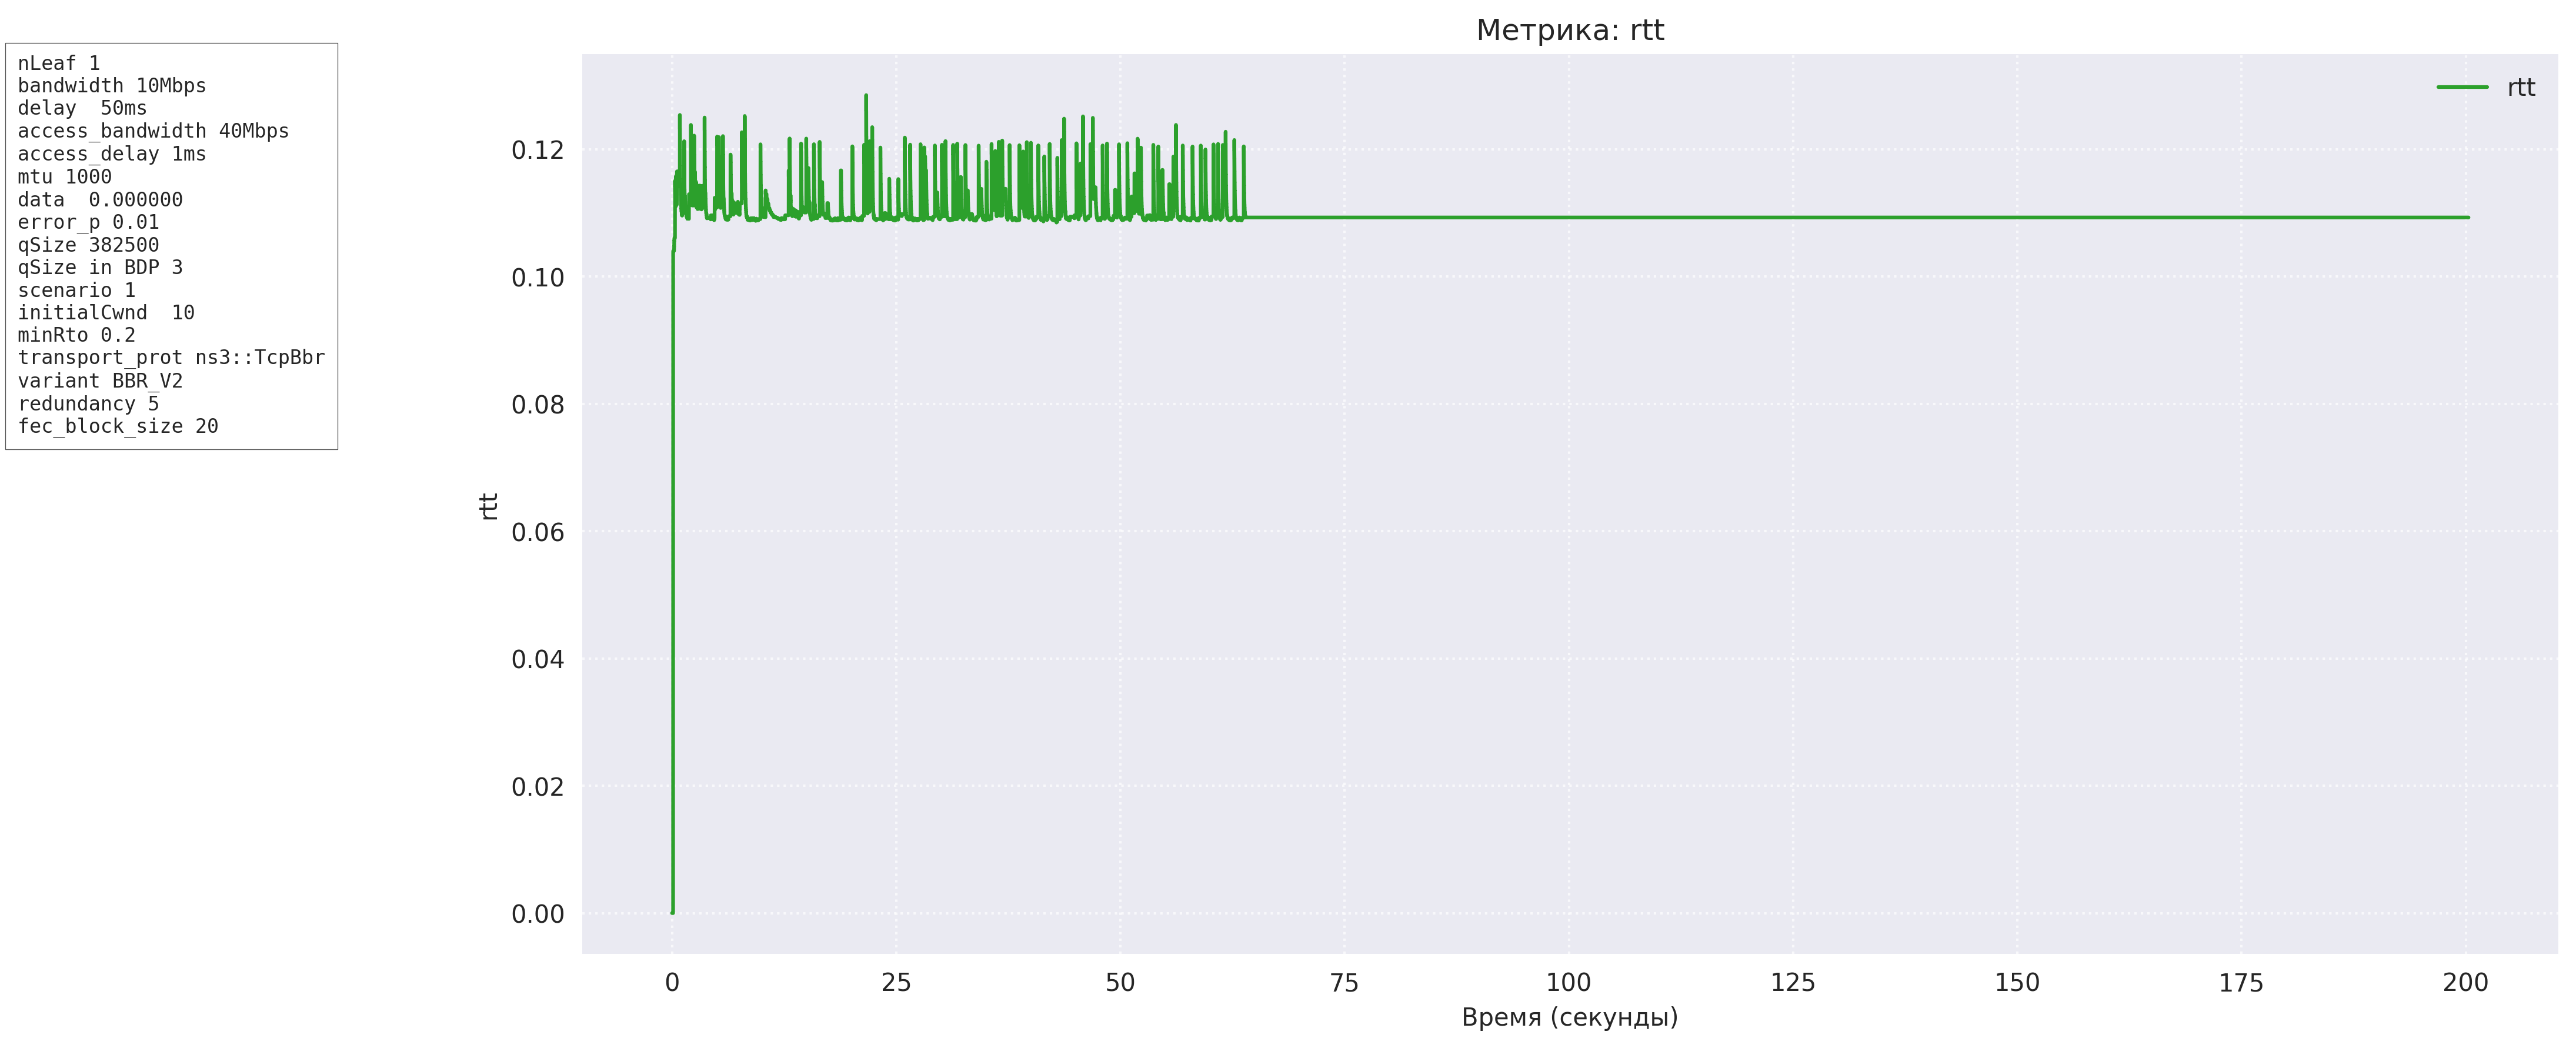 Метрика: rtt
nLeaf 1
bandwidth 10Mbps
delay  50ms
access_bandwidth 40Mbps
access_delay 1ms
mtu 1000
data  0.000000
error_p 0.01
qSize 382500
qSize in BDP 3
scenario 1
initialCwnd  10
minRto 0.2
transport_prot ns3::TcpBbr
variant BBR_V2
redundancy 5
fec_block_size 20
rtt
rtt
0.12
0.10
0.08
0.06
0.04
0.02
0.00
0 25 50 75 100 125 150 175 200
Время (секунды)